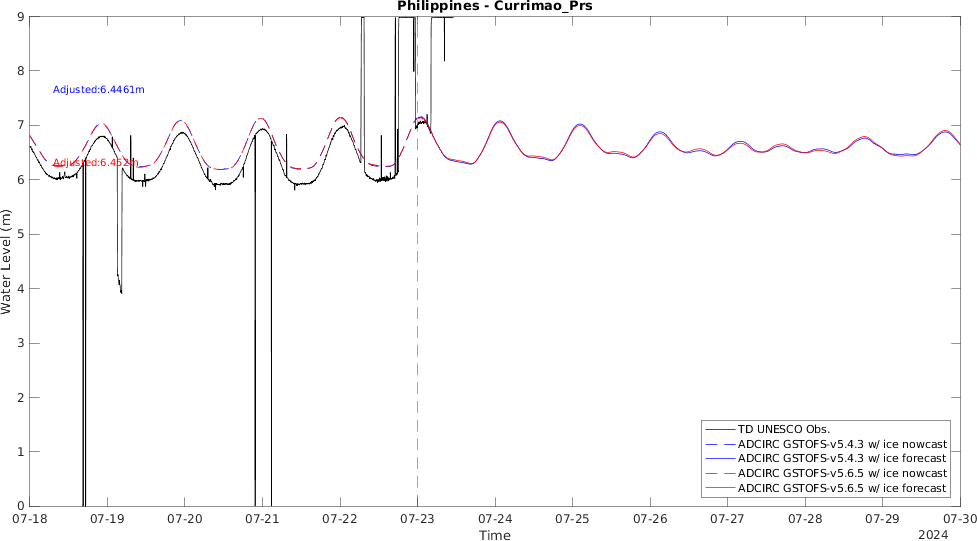 Philippines - Currimao_Prs
9
8
7
6
5
4
3
2
1
0
Water Level (m)
Adjusted:6.4461m
Adjusted:6.452m
TD UNESCO Obs.
ADCIRC GSTOFS-v5.4.3 w/ ice nowcast
ADCIRC GSTOFS-v5.4.3 w/ ice forecast
ADCIRC GSTOFS-v5.6.5 w/ ice nowcast
ADCIRC GSTOFS-v5.6.5 w/ ice forecast
07-18 07-19 07-20 07-21 07-22 07-23 07-24 07-25 07-26 07-27 07-28 07-29 07-30
Time
2024